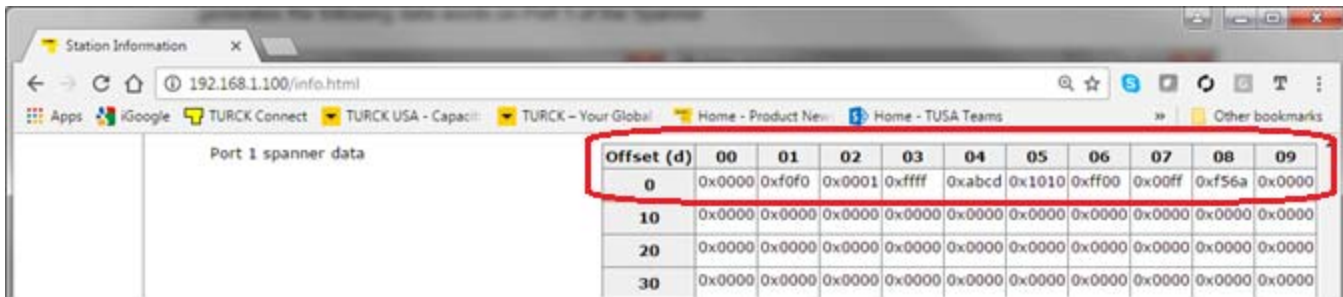 Station Information
192.168.1.100/info.html
Apps iGoogle TURCK Connect TURCK USA - Capacit TURCK – Your Global Home - Product New Home - TUSA Teams » Other bookmarks
Port 1 spanner data
Offset (d) 00 01 02 03 04 05 06 07 08 09
0 0x0000 0xf0f0 0x0001 0xffff 0xabcd 0x1010 0xff00 0x00ff 0xf56a 0x0000
10 0x0000 0x0000 0x0000 0x0000 0x0000 0x0000 0x0000 0x0000 0x0000 0x0000
20 0x0000 0x0000 0x0000 0x0000 0x0000 0x0000 0x0000 0x0000 0x0000 0x0000
30 0x0000 0x0000 0x0000 0x0000 0x0000 0x0000 0x0000 0x0000 0x0000 0x0000